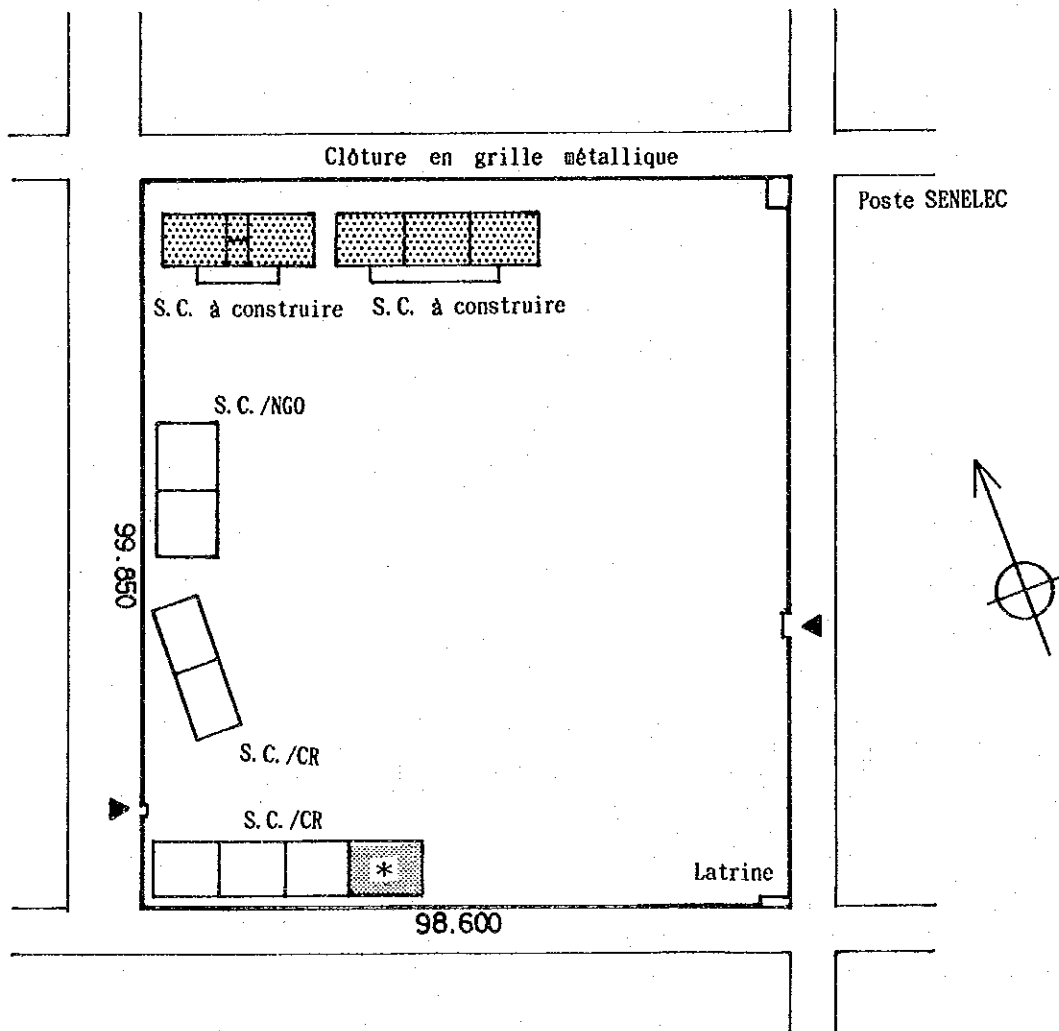 Clôture en grille métallique
Poste SENELEC
S.C. à construire
S.C. à construire
S.C./NGO
99.850
S.C./CR
S.C./CR
*
Latrine
98.600